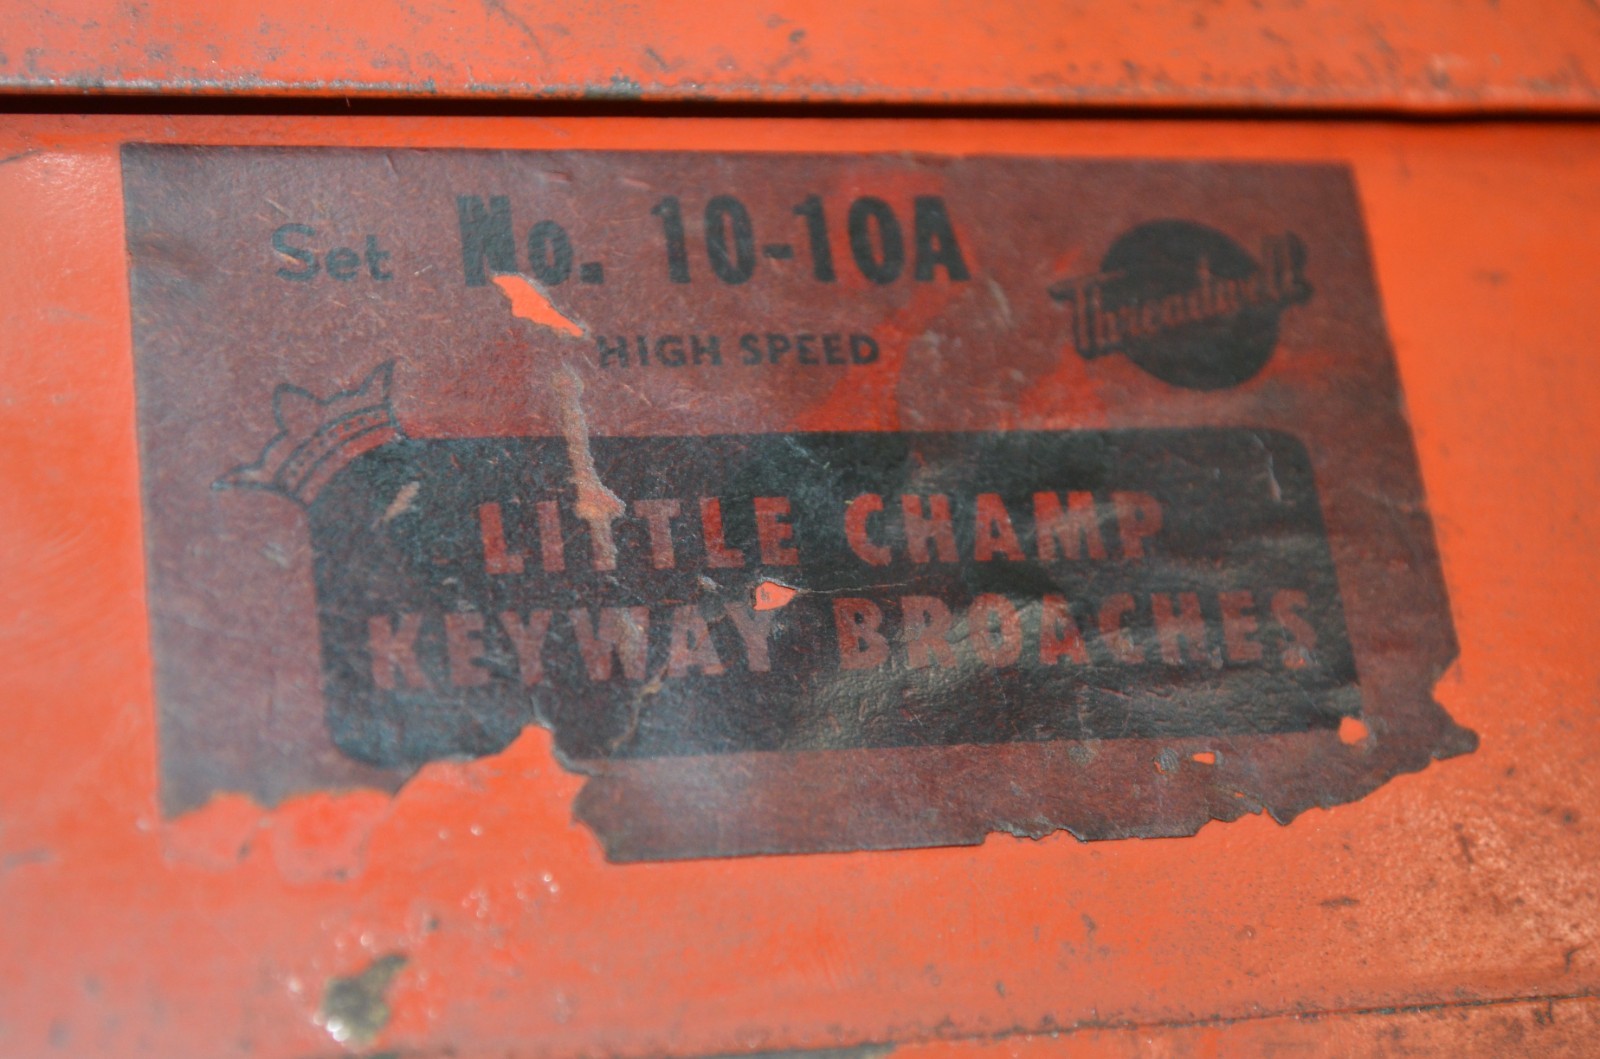 Set No. 10-10A
HIGH SPEED
Threadwell
LITTLE CHAMP
KEYWAY BROACHES